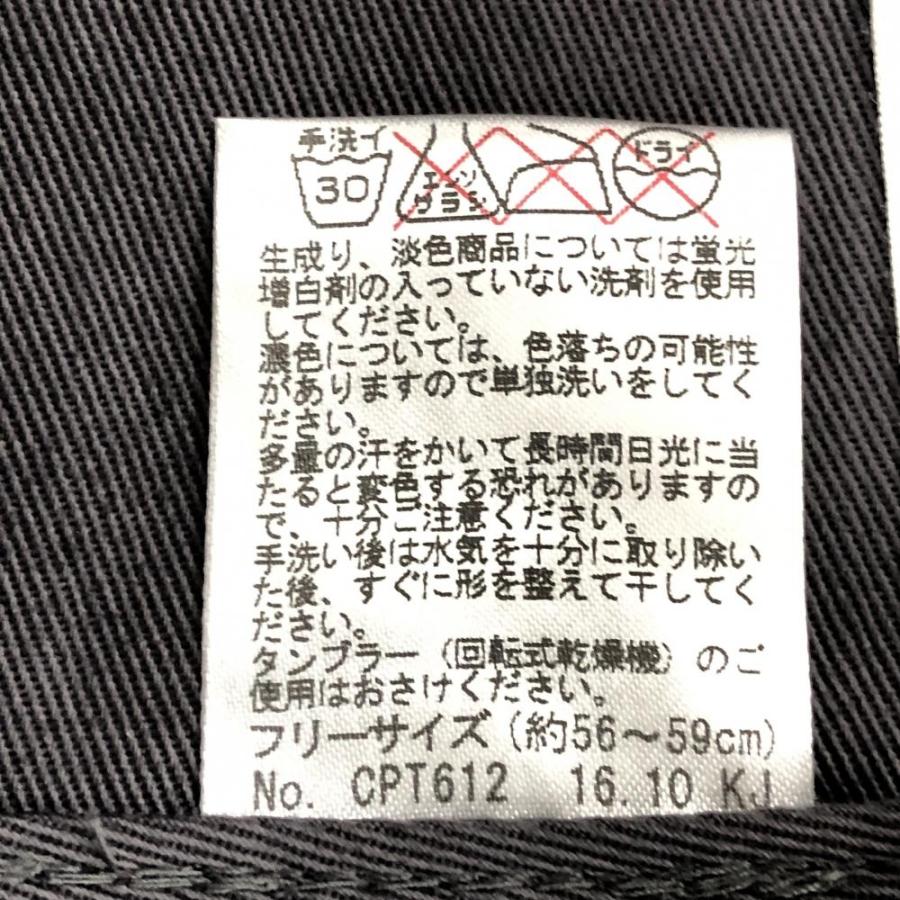 手洗イ
30
エンソサラシ
ドライ
生成り、淡色商品については蛍光
増白剤の入っていない洗剤を使用
してください。
濃色については、色落ちの可能性
がありますので単独洗いをしてく
ださい。
多量の汗をかいて長時間日光に当
たると変色する恐れがありますの
で、十分ご注意ください。
手洗い後は水気を十分に取り除い
た後、すぐに形を整えて干してく
ださい。
タンブラー（回転式乾燥機）のご
使用はおさけください。
フリーサイズ（約56～59cm）
No. CPT612 16.10 KJ